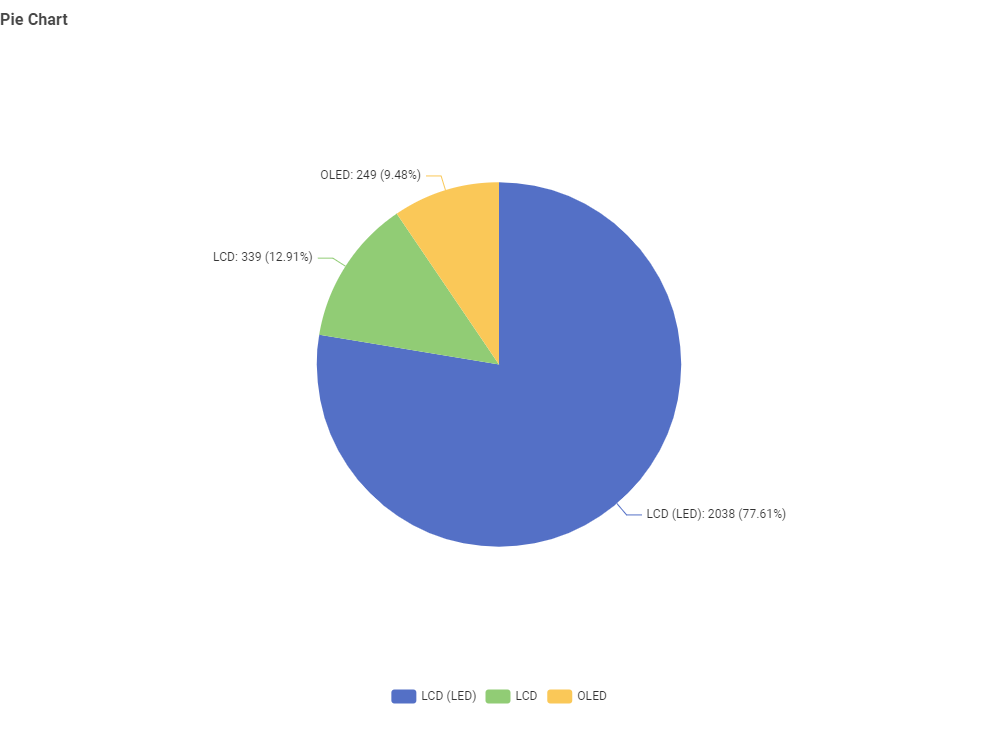 Pie Chart
OLED: 249 (9.48%)
LCD: 339 (12.91%)
LCD (LED): 2038 (77.61%)
LCD (LED) LCD OLED